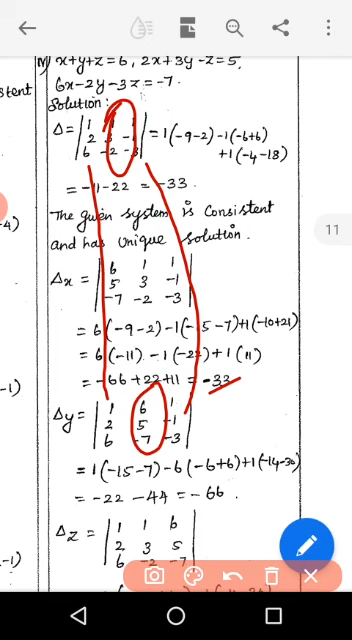 iv) x+y+z=6, 2x+3y-z=5,
6x-2y-3z=-7.
Solution:
Δ = | 1 1 1 | = 1(-9-2) -1(-6+6)
| 2 3 -1 | +1(-4-18)
| 6 -2 -3 |
= -11-22 = -33
The given system is consistent
and has unique solution.
Δx = | 6 1 1 |
| 5 3 -1 |
| -7 -2 -3 |
= 6(-9-2) -1(-15-7)+1(-10+21)
= 6(-11) -1(-22)+1(11)
= -66+22+11 = -33
Δy = | 1 6 1 |
| 2 5 -1 |
| 6 -7 -3 |
= 1(-15-7) -6(-6+6) +1(-14-30)
= -22 -44 = -66.
Δz = | 1 1 6 |
| 2 3 5 |
| 6 -2 -7 |
stent
-4)
-1)
-1)
11